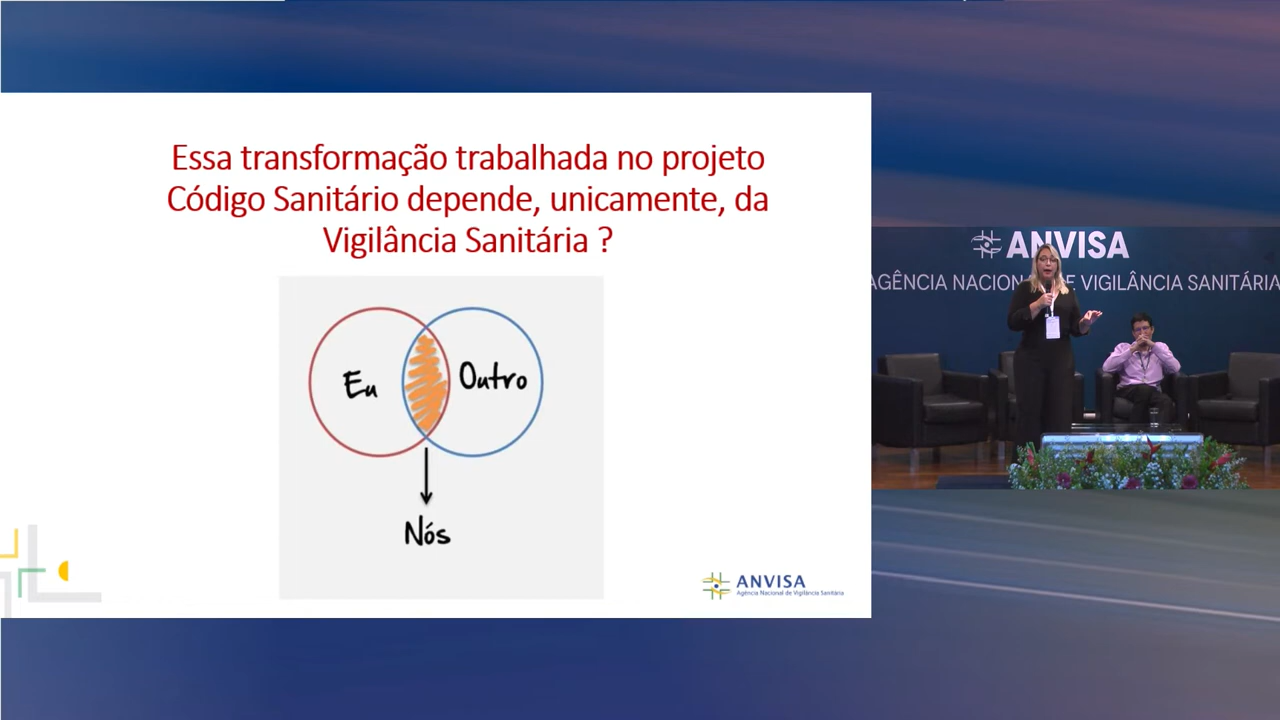 Essa transformação trabalhada no projeto
Código Sanitário depende, unicamente, da
Vigilância Sanitária ?
Eu
Outro
Nós
ANVISA
Agência Nacional de Vigilância Sanitária
ANVISA
AGÊNCIA NACION DE VIGILÂNCIA SANITÁRIA